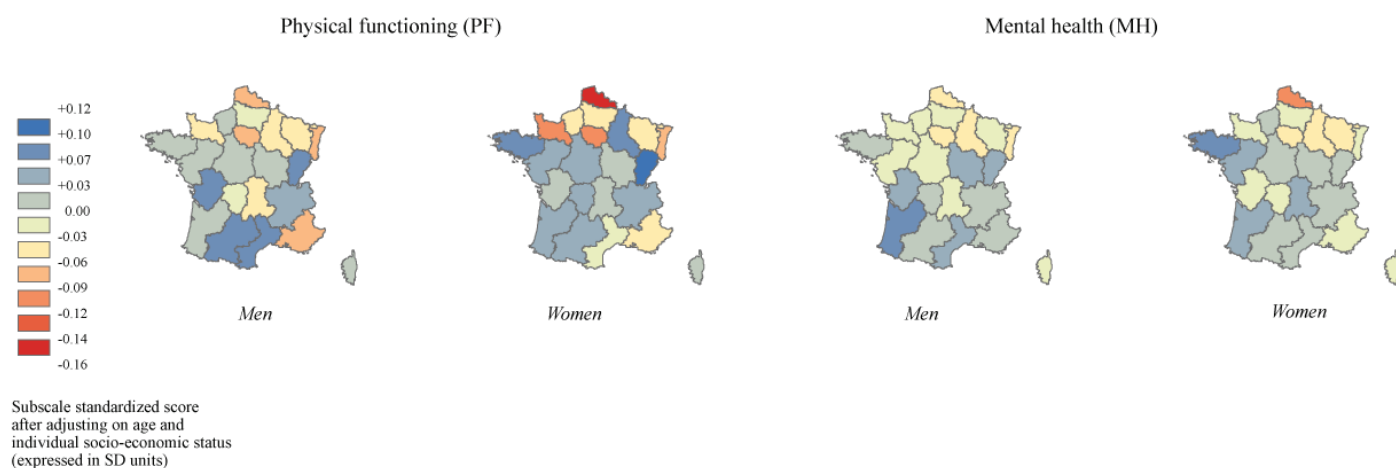 Physical functioning (PF)
Mental health (MH)
+0.12
+0.10
+0.07
+0.03
0.00
-0.03
-0.06
-0.09
-0.12
-0.14
-0.16
Men
Women
Men
Women
Subscale standardized score
after adjusting on age and
individual socio-economic status
(expressed in SD units)